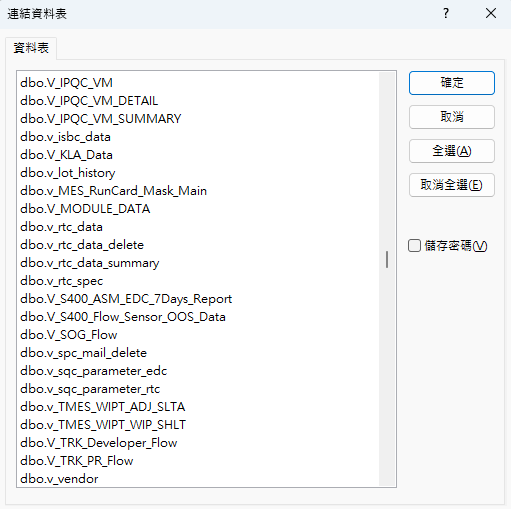 連結資料表
?
資料表
dbo.V_IPQC_VM
dbo.V_IPQC_VM_DETAIL
dbo.V_IPQC_VM_SUMMARY
dbo.v_isbc_data
dbo.V_KLA_Data
dbo.v_lot_history
dbo.v_MES_RunCard_Mask_Main
dbo.V_MODULE_DATA
dbo.v_rtc_data
dbo.v_rtc_data_delete
dbo.v_rtc_data_summary
dbo.v_rtc_spec
dbo.V_S400_ASM_EDC_7Days_Report
dbo.V_S400_Flow_Sensor_OOS_Data
dbo.V_SOG_Flow
dbo.v_spc_mail_delete
dbo.v_sqc_parameter_edc
dbo.v_sqc_parameter_rtc
dbo.v_TMES_WIPT_ADJ_SLTA
dbo.v_TMES_WIPT_WIP_SHLT
dbo.V_TRK_Developer_Flow
dbo.V_TRK_PR_Flow
dbo.v_vendor
確定
取消
全選(A)
取消全選(E)
儲存密碼(V)